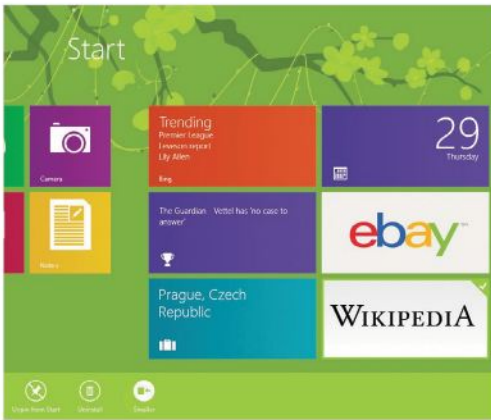 Start
Camera
Trending
Premier League
Leveson report
Lily Allen
Bing
29
Thursday
The Guardian Vettel has 'no case to
answer'
ebay
Prague, Czech
Republic
WIKIPEDIA
Unpin from Start
Uninstall
Smaller